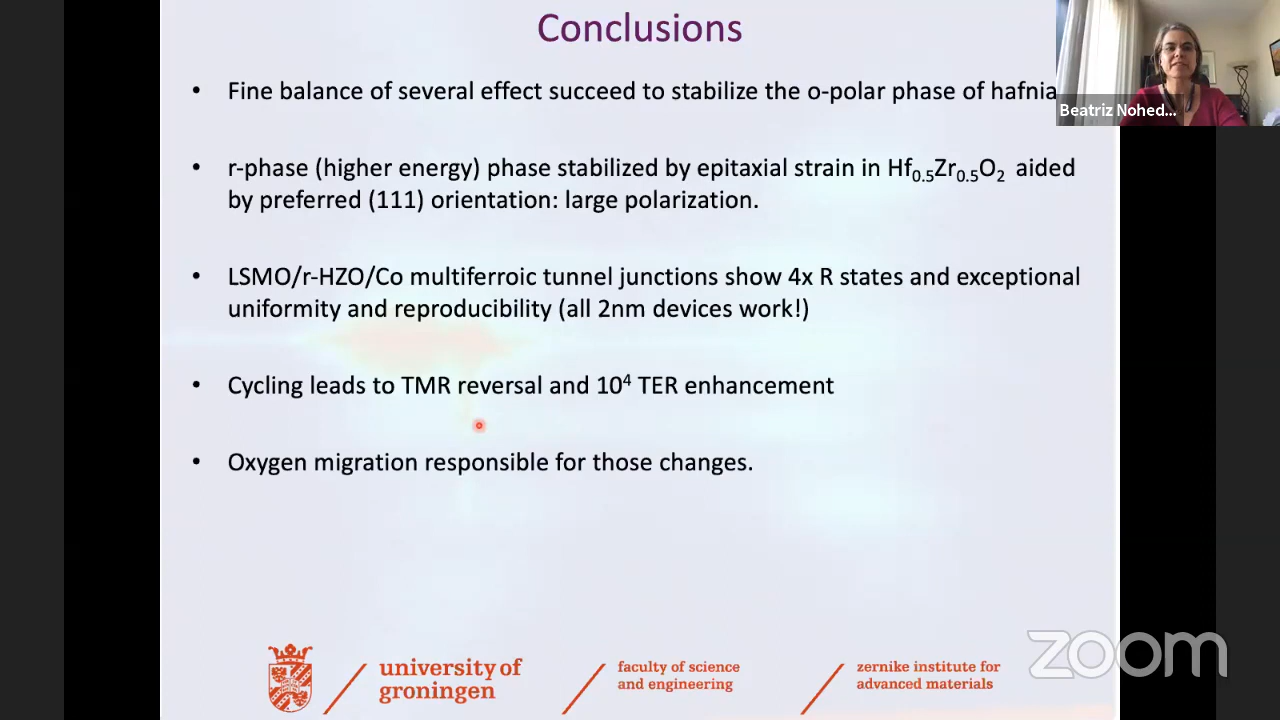 Conclusions
• Fine balance of several effect succeed to stabilize the o-polar phase of hafnia
Beatriz Nohed...
• r-phase (higher energy) phase stabilized by epitaxial strain in Hf₀.₅Zr₀.₅O₂ aided
by preferred (111) orientation: large polarization.
• LSMO/r-HZO/Co multiferroic tunnel junctions show 4x R states and exceptional
uniformity and reproducibility (all 2nm devices work!)
• Cycling leads to TMR reversal and 10⁴ TER enhancement
• Oxygen migration responsible for those changes.
university of
groningen
faculty of science
and engineering
zernike institute for
advanced materials
zoom